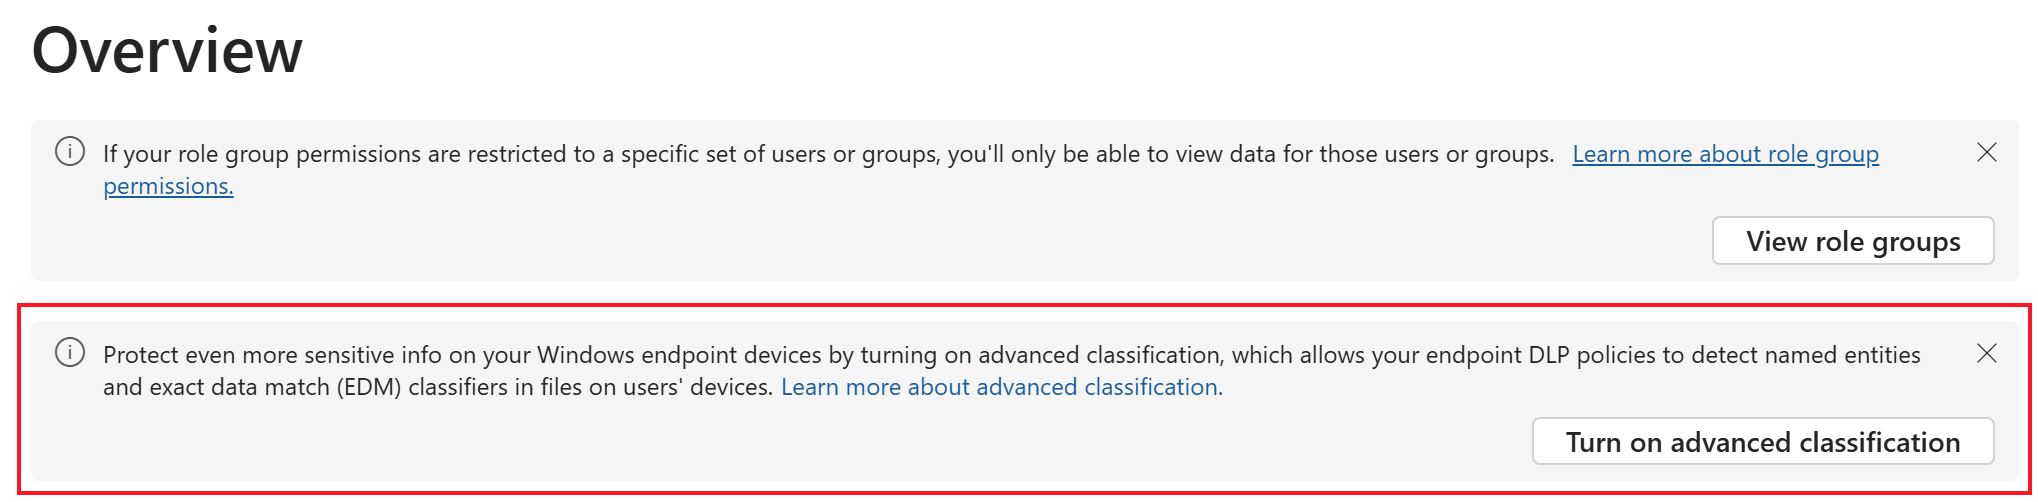 Overview
If your role group permissions are restricted to a specific set of users or groups, you'll only be able to view data for those users or groups. Learn more about role group
permissions.
View role groups
Protect even more sensitive info on your Windows endpoint devices by turning on advanced classification, which allows your endpoint DLP policies to detect named entities
and exact data match (EDM) classifiers in files on users' devices. Learn more about advanced classification.
Turn on advanced classification